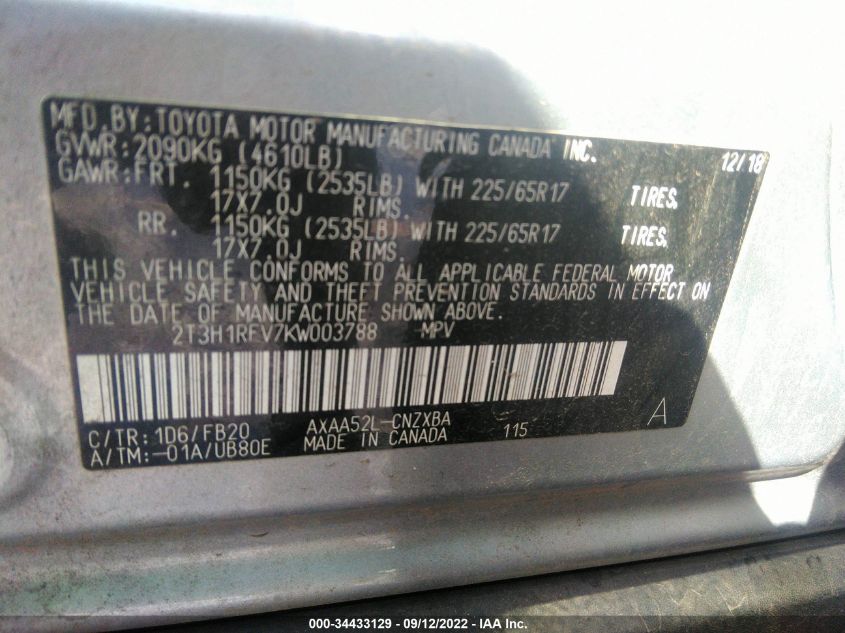 MFD. BY: TOYOTA MOTOR MANUFACTURING CANADA INC. 12/18
GVWR: 2090KG (4610LB)
GAWR: FRT. 1150KG (2535LB) WITH 225/65R17 TIRES,
17X7.0J RIMS.
RR. 1150KG (2535LB) WITH 225/65R17 TIRES,
17X7.0J RIMS.
THIS VEHICLE CONFORMS TO ALL APPLICABLE FEDERAL MOTOR
VEHICLE SAFETY AND THEFT PREVENTION STANDARDS IN EFFECT ON
THE DATE OF MANUFACTURE SHOWN ABOVE.
2T3H1RFV7KW003788 MPV
C/TR: 1D6/FB20 AXAA52L-CNZXBA A
A/TM:-01A/UB80E MADE IN CANADA 115
000-34433129 - 09/12/2022 - IAA Inc.